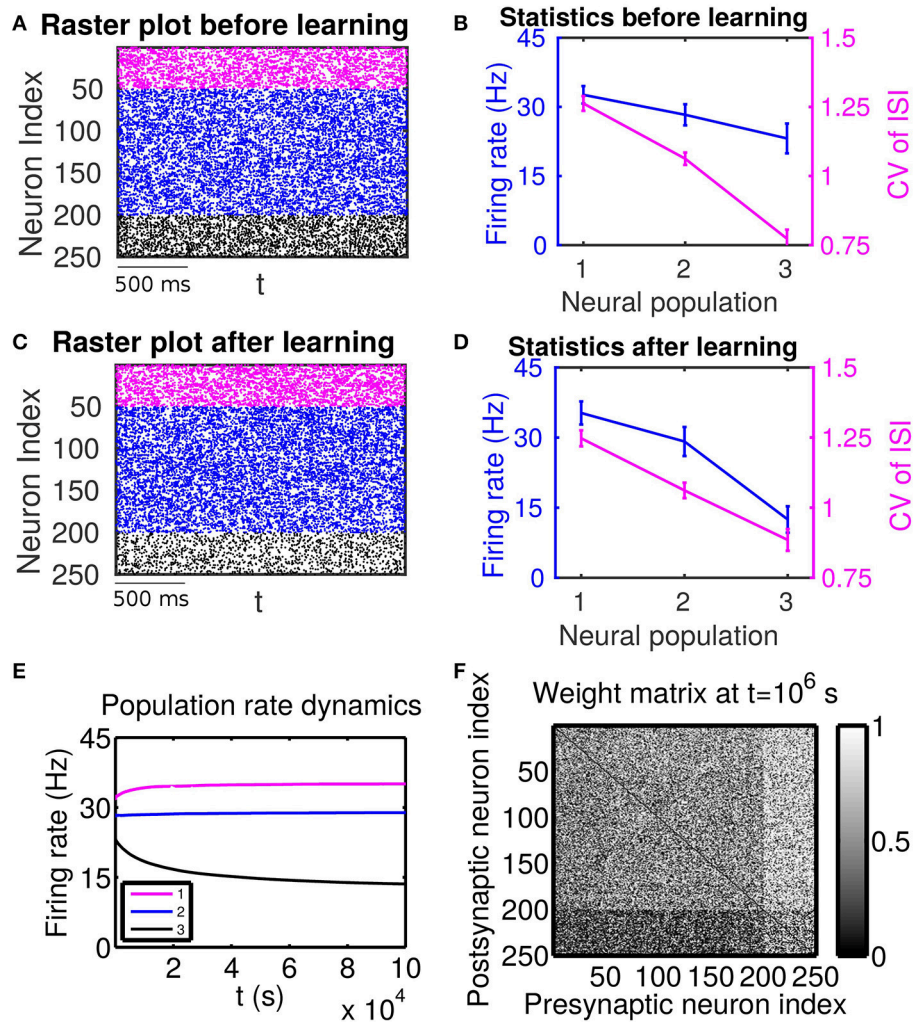 A Raster plot before learning
Neuron Index
50
100
150
200
250
500 ms
t
B Statistics before learning
Firing rate (Hz)
45
30
15
0
1 2 3
Neural population
1.5
1.25
1
0.75
CV of ISI
C Raster plot after learning
Neuron Index
50
100
150
200
250
500 ms
t
D Statistics after learning
Firing rate (Hz)
45
30
15
0
1 2 3
Neural population
1.5
1.25
1
0.75
CV of ISI
E
Population rate dynamics
Firing rate (Hz)
45
30
15
0
1
2
3
2 4 6 8 10
t (s)
x 10^4
F
Weight matrix at t=10^6 s
Postsynaptic neuron index
50
100
150
200
250
50 100 150 200 250
Presynaptic neuron index
1
0.5
0